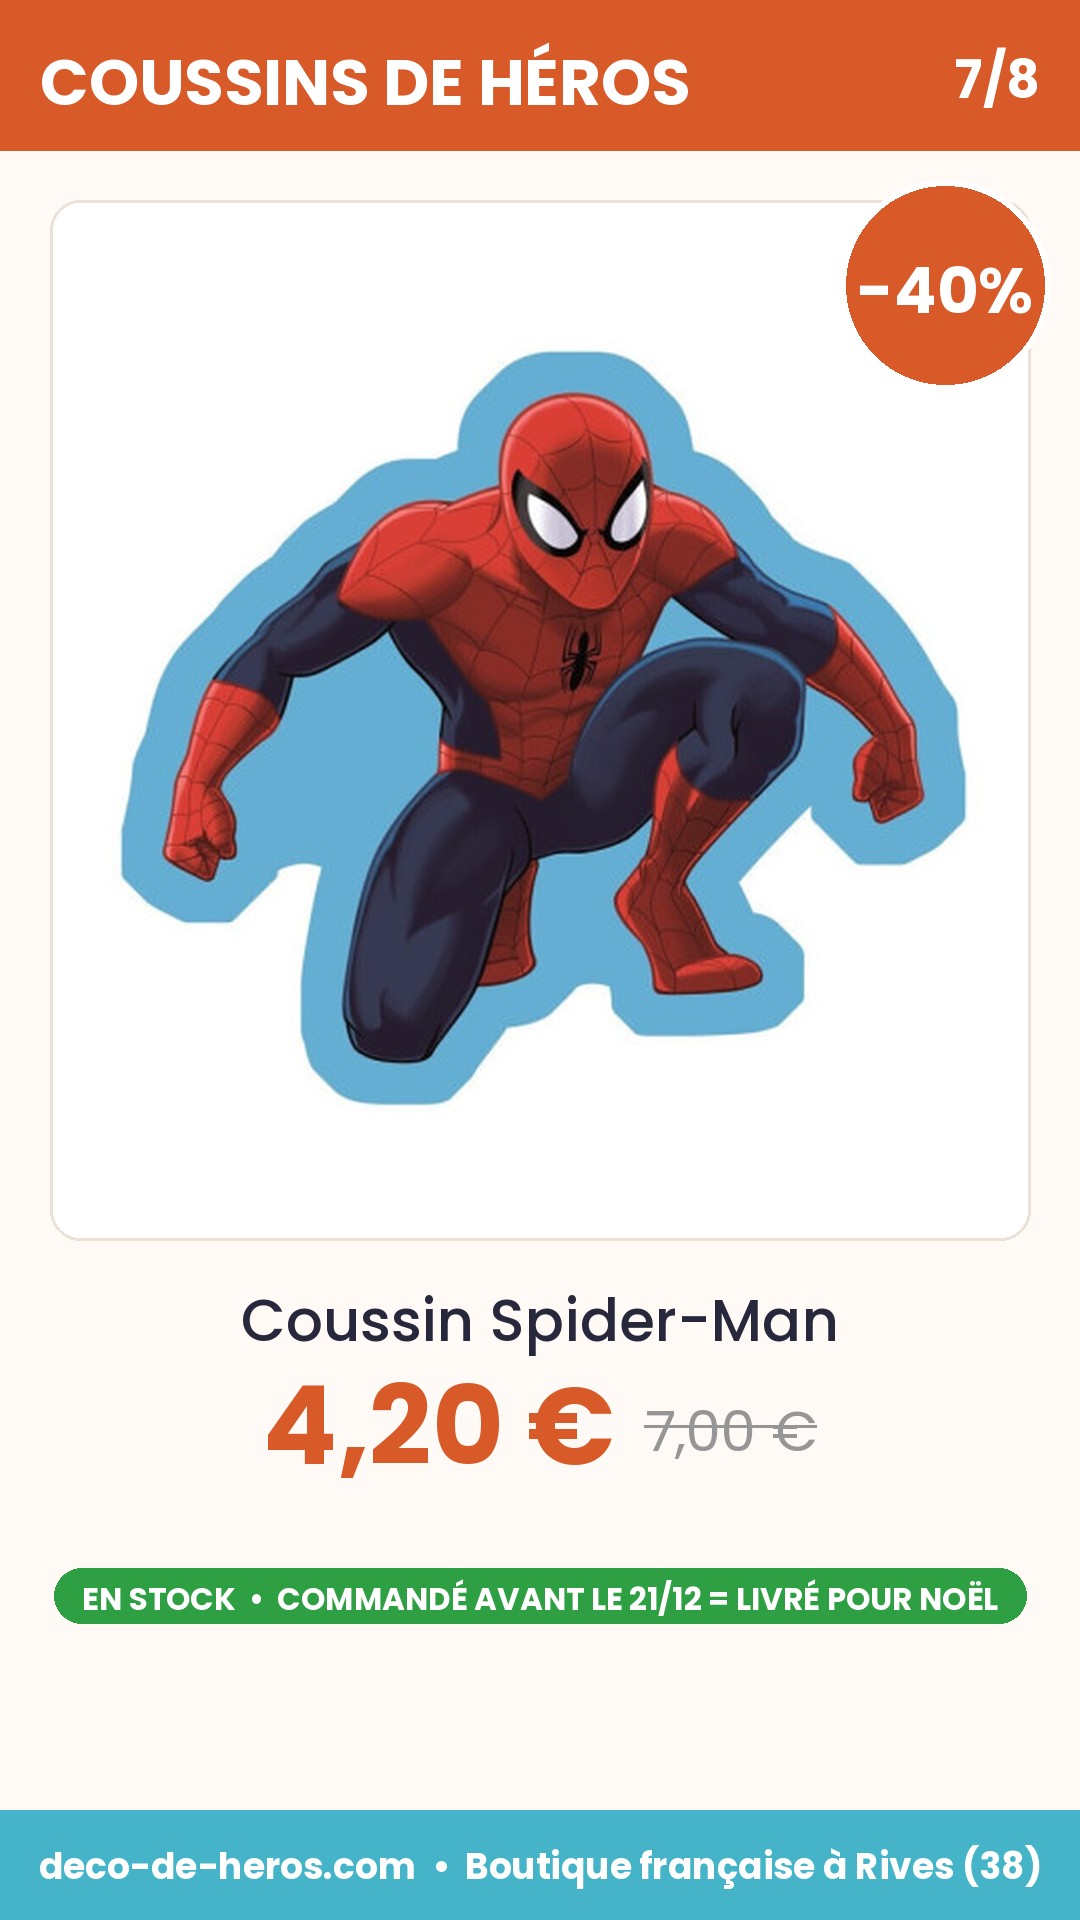 COUSSINS DE HÉROS
7/8
-40%
Coussin Spider-Man
4,20 € 7,00 €
EN STOCK • COMMANDÉ AVANT LE 21/12 = LIVRÉ POUR NOËL
deco-de-heros.com • Boutique française à Rives (38)